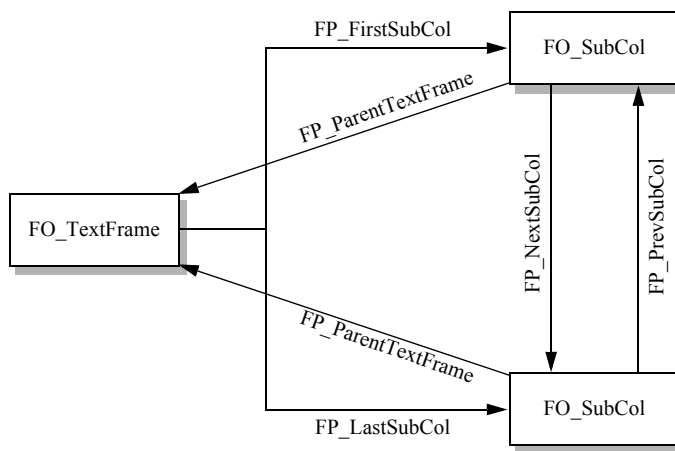 FP_FirstSubCol
FO_SubCol
FP_ParentTextFrame
FO_TextFrame
FP_NextSubCol
FP_PrevSubCol
FP_ParentTextFrame
FO_SubCol
FP_LastSubCol